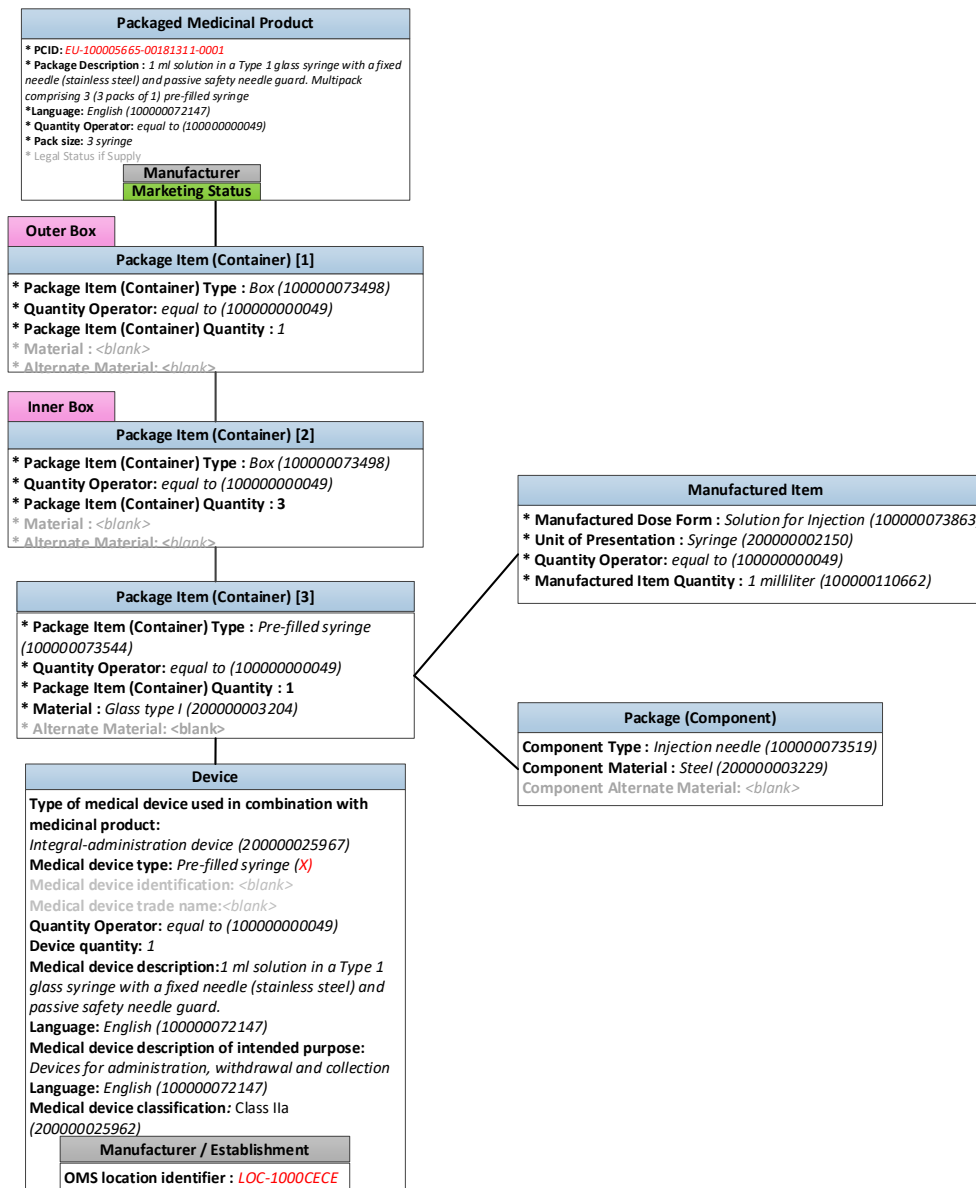 Packaged Medicinal Product
* PCID: EU-100005665-00181311-0001
* Package Description : 1 ml solution in a Type 1 glass syringe with a fixed
needle (stainless steel) and passive safety needle guard. Multipack
comprising 3 (3 packs of 1) pre-filled syringe
*Language: English (100000072147)
* Quantity Operator: equal to (100000000049)
* Pack size: 3 syringe
* Legal Status if Supply
Manufacturer
Marketing Status
Outer Box
Package Item (Container) [1]
* Package Item (Container) Type : Box (100000073498)
* Quantity Operator: equal to (100000000049)
* Package Item (Container) Quantity : 1
* Material : <blank>
* Alternate Material: <blank>
Inner Box
Package Item (Container) [2]
* Package Item (Container) Type : Box (100000073498)
* Quantity Operator: equal to (100000000049)
* Package Item (Container) Quantity : 3
* Material : <blank>
* Alternate Material: <blank>
Package Item (Container) [3]
* Package Item (Container) Type : Pre-filled syringe
(100000073544)
* Quantity Operator: equal to (100000000049)
* Package Item (Container) Quantity : 1
* Material : Glass type I (200000003204)
* Alternate Material: <blank>
Manufactured Item
* Manufactured Dose Form : Solution for Injection (100000073863
* Unit of Presentation : Syringe (200000002150)
* Quantity Operator: equal to (100000000049)
* Manufactured Item Quantity : 1 milliliter (100000110662)
Package (Component)
Component Type : Injection needle (100000073519)
Component Material : Steel (200000003229)
Component Alternate Material: <blank>
Device
Type of medical device used in combination with
medicinal product:
Integral-administration device (200000025967)
Medical device type: Pre-filled syringe (X)
Medical device identification: <blank>
Medical device trade name:<blank>
Quantity Operator: equal to (100000000049)
Device quantity: 1
Medical device description:1 ml solution in a Type 1
glass syringe with a fixed needle (stainless steel) and
passive safety needle guard.
Language: English (100000072147)
Medical device description of intended purpose:
Devices for administration, withdrawal and collection
Language: English (100000072147)
Medical device classification: Class IIa
(200000025962)
Manufacturer / Establishment
OMS location identifier : LOC-1000CECE